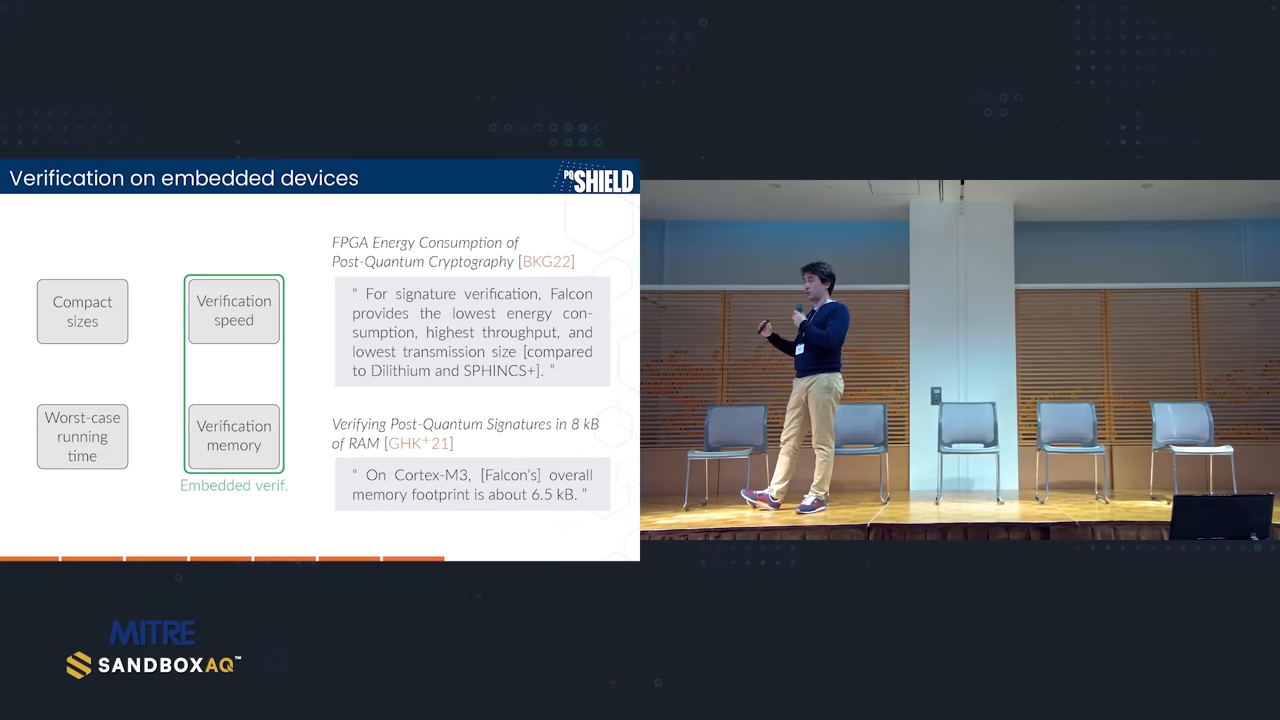 Verification on embedded devices
PQ SHIELD
Compact
sizes
Verification
speed
Worst-case
running
time
Verification
memory
Embedded verif.
FPGA Energy Consumption of
Post-Quantum Cryptography [BKG22]
“ For signature verification, Falcon
provides the lowest energy con-
sumption, highest throughput, and
lowest transmission size [compared
to Dilithium and SPHINCS+]. ”
Verifying Post-Quantum Signatures in 8 kB
of RAM [GHK+21]
“ On Cortex-M3, [Falcon’s] overall
memory footprint is about 6.5 kB. ”
MITRE
SANDBOXAQ™